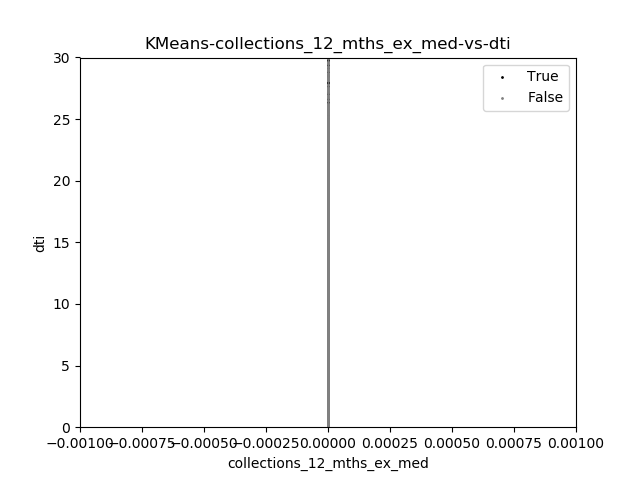 KMeans-collections_12_mths_ex_med-vs-dti
True
False
30
25
20
15
10
5
0
dti
−0.00100 −0.00075 −0.00050 −0.00025 0.00000 0.00025 0.00050 0.00075 0.00100
collections_12_mths_ex_med